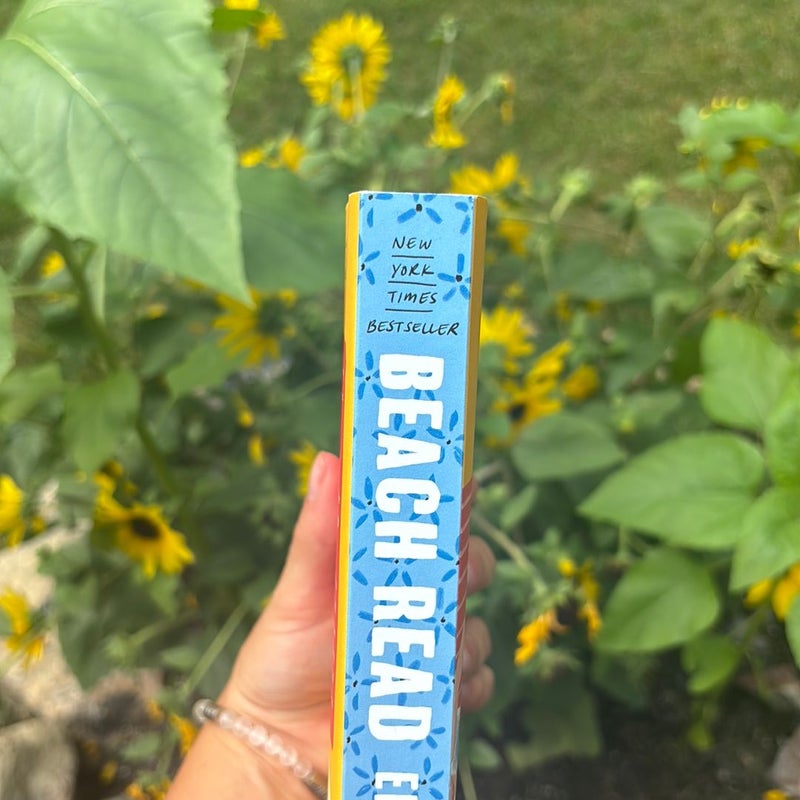 NEW
YORK
TIMES
BESTSELLER
BEACH READ